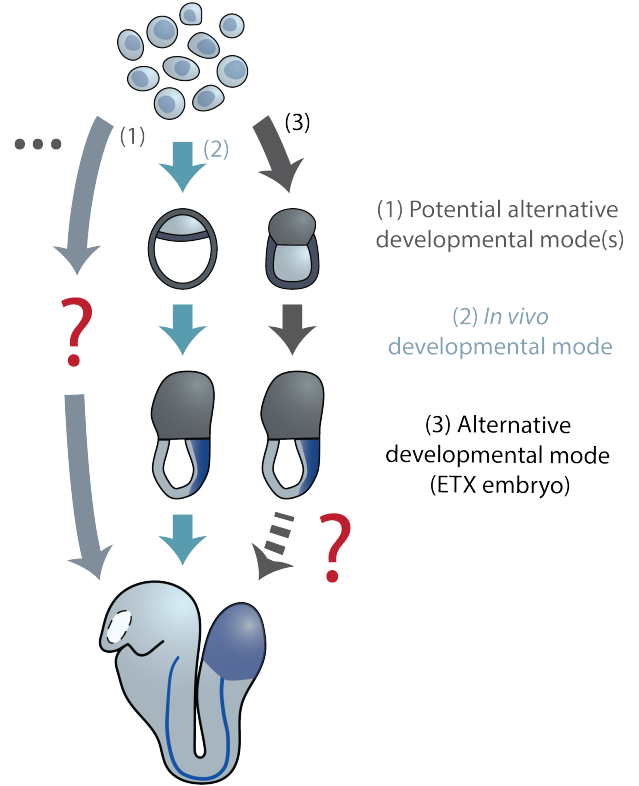 (1)
(2)
(3)
...
(1) Potential alternative
developmental mode(s)
?
(2) In vivo
developmental mode
(3) Alternative
developmental mode
(ETX embryo)
?